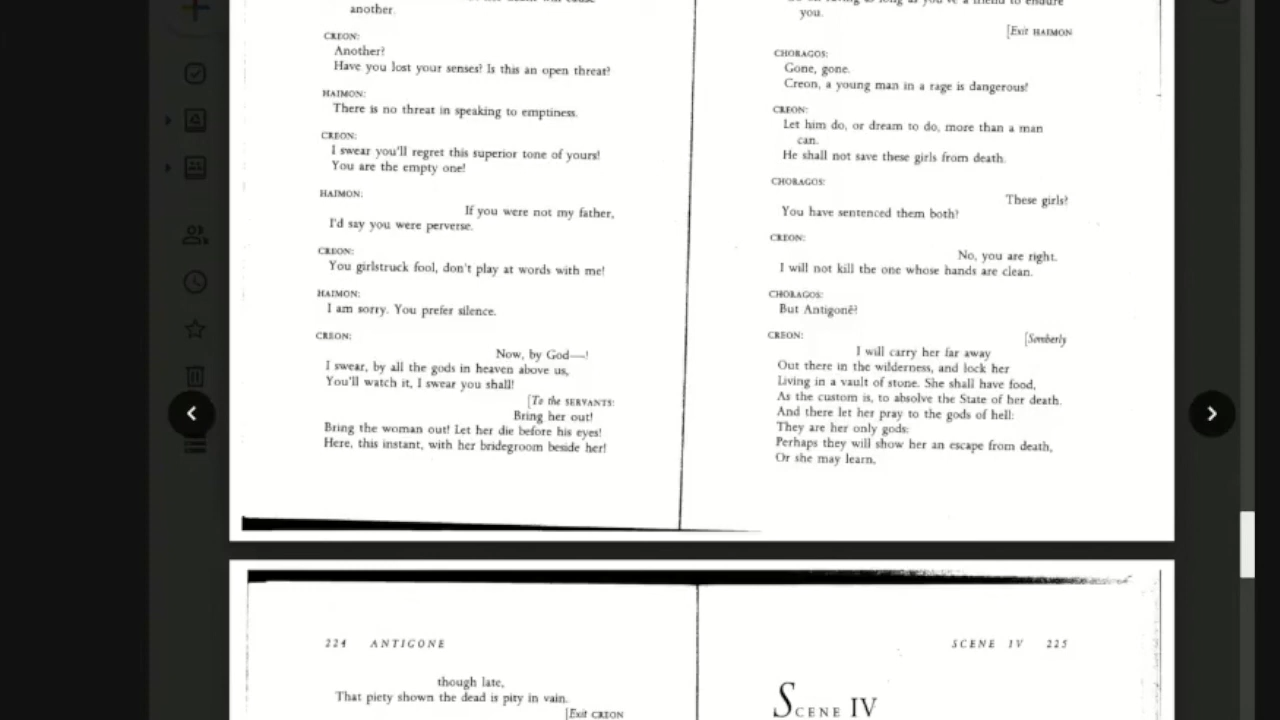 another.
CREON:
Another?
Have you lost your senses? Is this an open threat?
HAIMON:
There is no threat in speaking to emptiness.
CREON:
I swear you'll regret this superior tone of yours!
You are the empty one!
HAIMON:
If you were not my father,
I'd say you were perverse.
CREON:
You girlstruck fool, don't play at words with me!
HAIMON:
I am sorry. You prefer silence.
CREON:
Now, by God—!
I swear, by all the gods in heaven above us,
You'll watch it, I swear you shall!
[To the SERVANTS:
Bring her out!
Bring the woman out! Let her die before his eyes!
Here, this instant, with her bridegroom beside her!
you.
[Exit HAIMON
CHORAGOS:
Gone, gone.
Creon, a young man in a rage is dangerous!
CREON:
Let him do, or dream to do, more than a man
can.
He shall not save these girls from death.
CHORAGOS:
These girls?
You have sentenced them both?
CREON:
No, you are right.
I will not kill the one whose hands are clean.
CHORAGOS:
But Antigonê?
CREON:
[Somberly
I will carry her far away
Out there in the wilderness, and lock her
Living in a vault of stone. She shall have food,
As the custom is, to absolve the State of her death.
And there let her pray to the gods of hell:
They are her only gods:
Perhaps they will show her an escape from death,
Or she may learn,
224 ANTIGONE
though late,
That piety shown the dead is pity in vain.
[Exit CREON
SCENE IV 225
SCENE IV